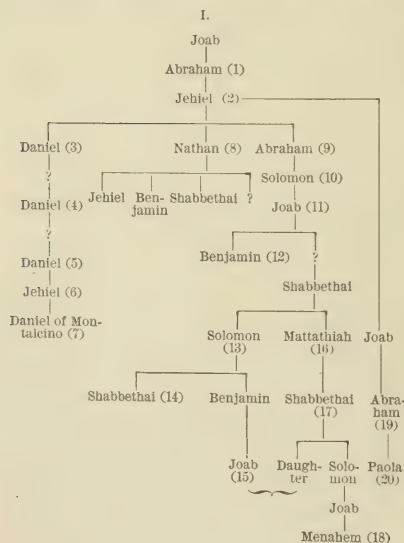 I.
Joab
Abraham (1)
Jehiel (2)
Daniel (3) Nathan (8) Abraham (9)
? Solomon (10)
Daniel (4) Jehiel Ben- Shabbethai ? Joab (11)
jamin
? Benjamin (12) ?
Daniel (5)
Jehiel (6) Shabbethai
Daniel of Mon-
talcino (7) Solomon Mattathiah Joab
(13) (16)
Shabbethai (14) Benjamin Shabbethai Abra-
(17) ham
(19)
Joab Daugh- Solo- Paola
(15) ter mon (20)
Joab
Menahem (18)